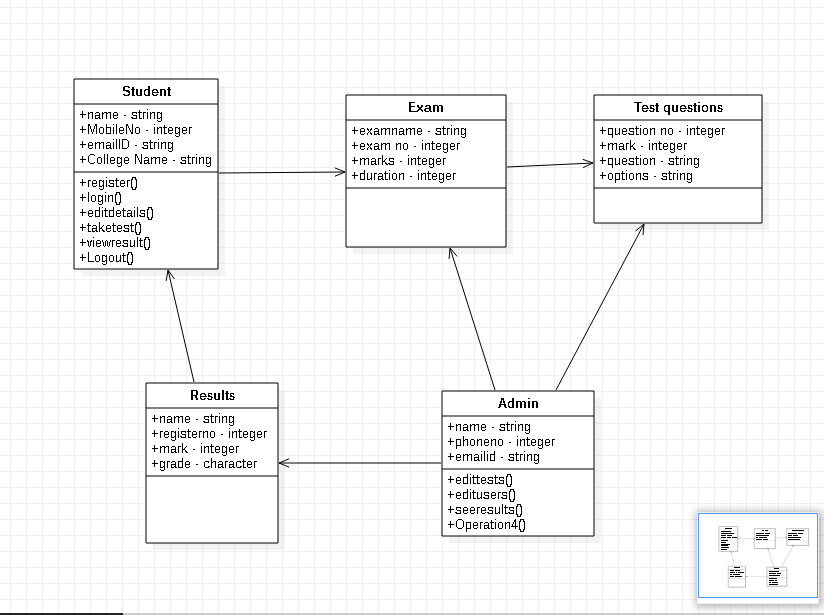 Student
+name - string
+MobileNo - integer
+emailID - string
+College Name - string
+register()
+login()
+editdetails()
+taketest()
+viewresult()
+Logout()
Exam
+examname - string
+exam no - integer
+marks - integer
+duration - integer
Test questions
+question no - integer
+mark - integer
+question - string
+options - string
Results
+name - string
+registerno - integer
+mark - integer
+grade - character
Admin
+name - string
+phoneno - integer
+emailid - string
+edittests()
+editusers()
+seeresults()
+Operation4()